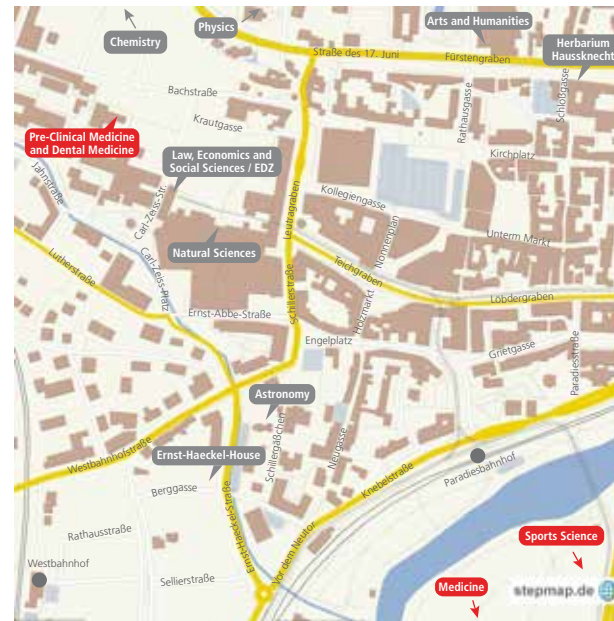 Chemistry
Physics
Arts and Humanities
Herbarium
Haussknecht
Straße des 17. Juni
Fürstengraben
Bachstraße
Krautgasse
Rathausgasse
Schloßgasse
Kirchplatz
Pre-Clinical Medicine
and Dental Medicine
Law, Economics and
Social Sciences / EDZ
Jahnstraße
Carl-Zeiss-Str.
Kollegiengasse
Leutragraben
Nonnenplan
Unterm Markt
Natural Sciences
Lutherstraße
Carl-Zeiss-Platz
Teichgraben
Löbdergraben
Schillerstraße
Holzmarkt
Ernst-Abbe-Straße
Engelplatz
Grietgasse
Paradiesstraße
Astronomy
Schillergäßchen
Neugasse
Westbahnhofstraße
Ernst-Haeckel-House
Berggasse
Knebelstraße
Paradiesbahnhof
Ernst-Haeckel-Straße
Rathausstraße
Vor dem Neutor
Westbahnhof
Sellierstraße
Sports Science
Medicine
stepmap.de